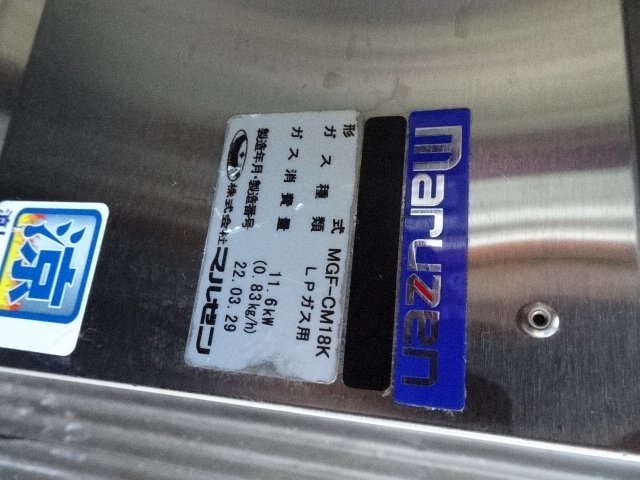 maruzen
形式 MGF-CM18K
ガス種類 LPガス用
ガス消費量 11.6kW
(0.83kg/h)
製造年月・製造番号 22.03.29
株式会社マルゼン
涼